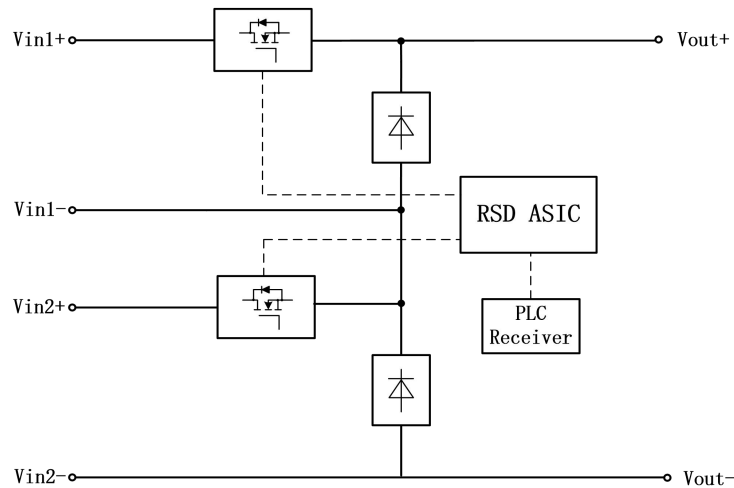 Vin1+
Vout+
Vin1-
RSD ASIC
Vin2+
PLC
Receiver
Vin2-
Vout-